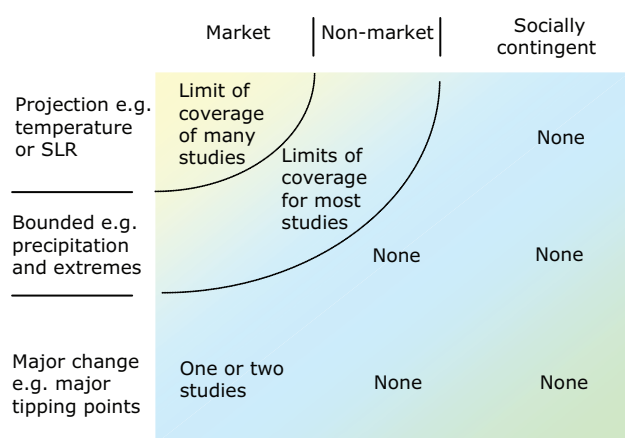 Market
Non-market
Socially
contingent
Projection e.g.
temperature
or SLR
Limit of
coverage
of many
studies
Limits of
coverage
for most
studies
None
Bounded e.g.
precipitation
and extremes
None
None
Major change
e.g. major
tipping points
One or two
studies
None
None